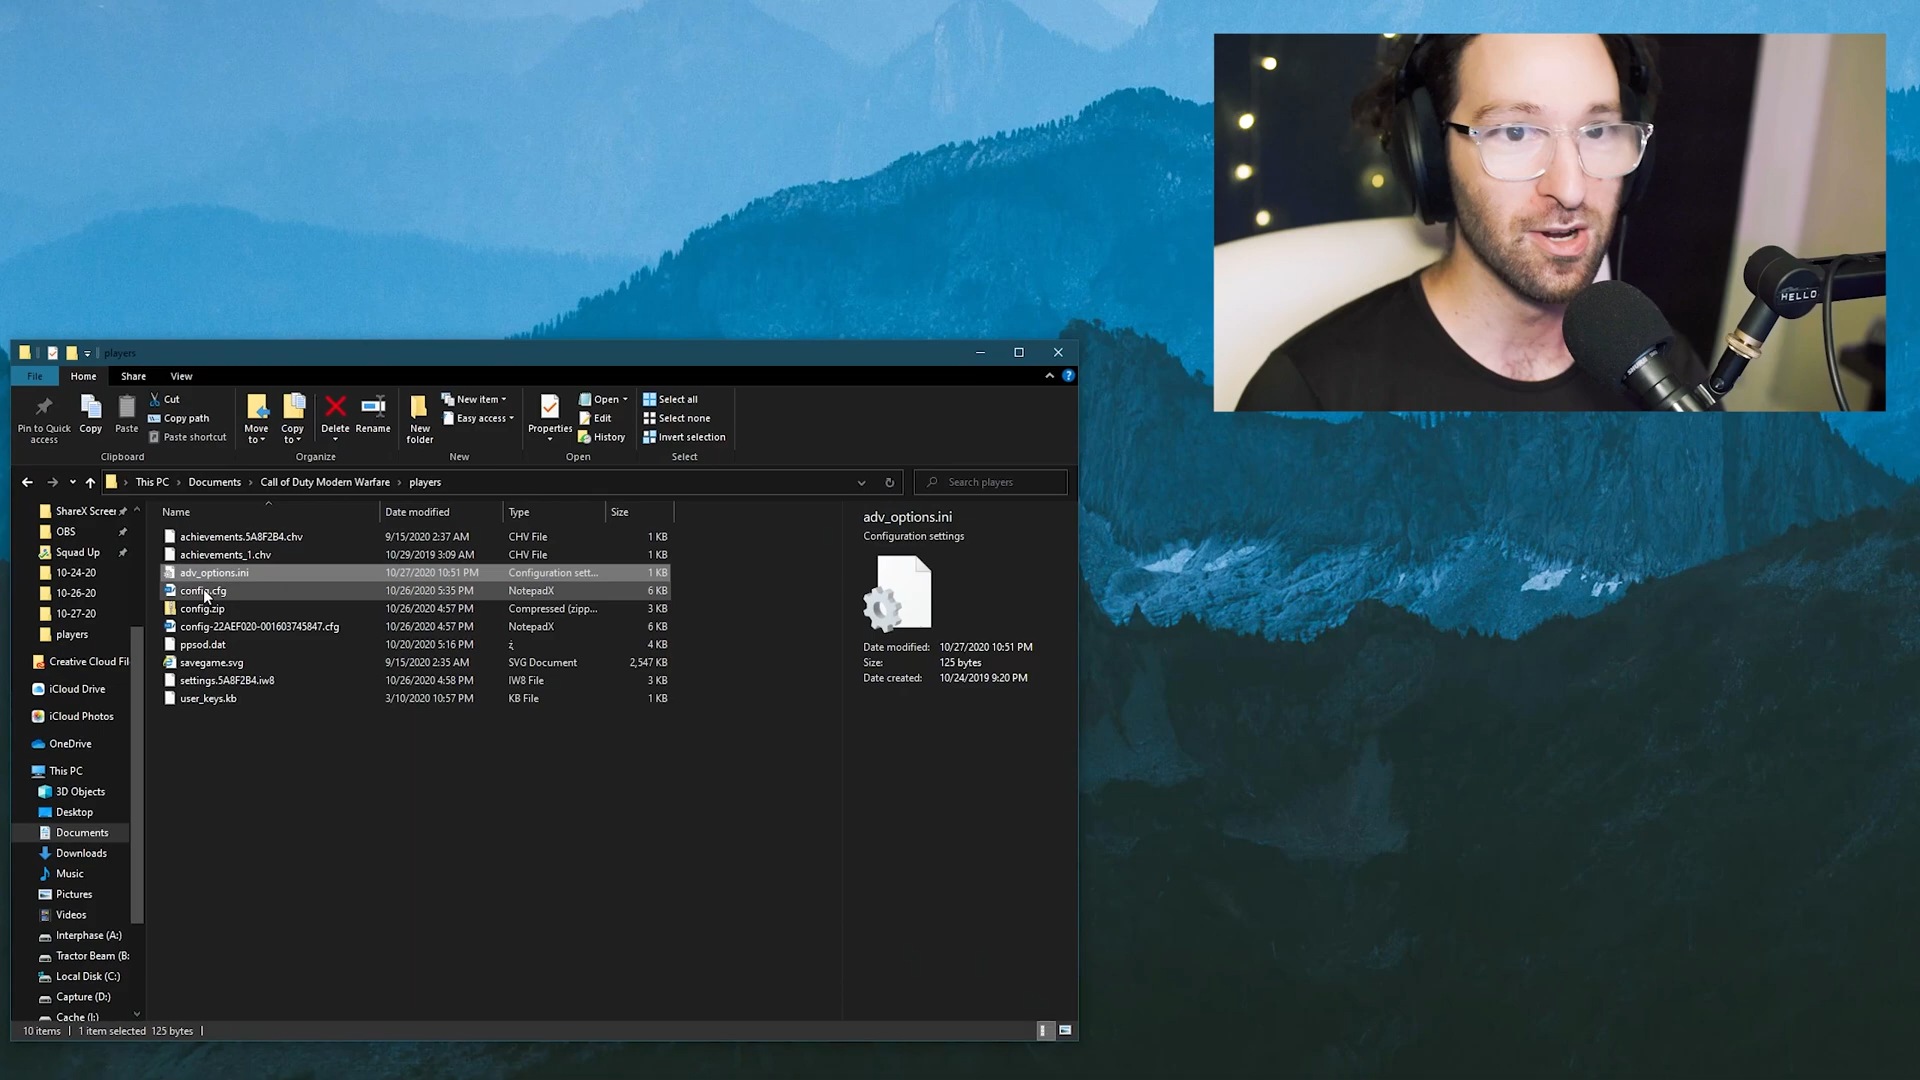 players
File
Home
Share
View
Pin to Quick access
Copy
Paste
Cut
Copy path
Paste shortcut
Clipboard
Move to
Copy to
Delete
Rename
Organize
New folder
New item
Easy access
New
Properties
Open
Edit
History
Open
Select all
Select none
Invert selection
Select
This PC > Documents > Call of Duty Modern Warfare > players
Search players
ShareX Screen
OBS
Squad Up
10-24-20
10-26-20
10-27-20
players
Creative Cloud Fil
iCloud Drive
iCloud Photos
OneDrive
This PC
3D Objects
Desktop
Documents
Downloads
Music
Pictures
Videos
Interphase (A:)
Tractor Beam (B:
Local Disk (C:)
Capture (D:)
Cache (I:)
Name Date modified Type Size
achievements.5A8F2B4.chv 9/15/2020 2:37 AM CHV File 1 KB
achievements_1.chv 10/29/2019 3:09 AM CHV File 1 KB
adv_options.ini 10/27/2020 10:51 PM Configuration sett... 1 KB
config.cfg 10/26/2020 5:35 PM NotepadX 6 KB
config.zip 10/26/2020 4:57 PM Compressed (zipp... 3 KB
config-22AEF020-001603745847.cfg 10/26/2020 4:57 PM NotepadX 6 KB
ppsod.dat 10/20/2020 5:16 PM ż 4 KB
savegame.svg 9/15/2020 2:35 AM SVG Document 2,547 KB
settings.5A8F2B4.iw8 10/26/2020 4:58 PM IW8 File 3 KB
user_keys.kb 3/10/2020 10:57 PM KB File 1 KB
adv_options.ini
Configuration settings
Date modified: 10/27/2020 10:51 PM
Size: 125 bytes
Date created: 10/24/2019 9:20 PM
10 items
1 item selected 125 bytes
HELLO